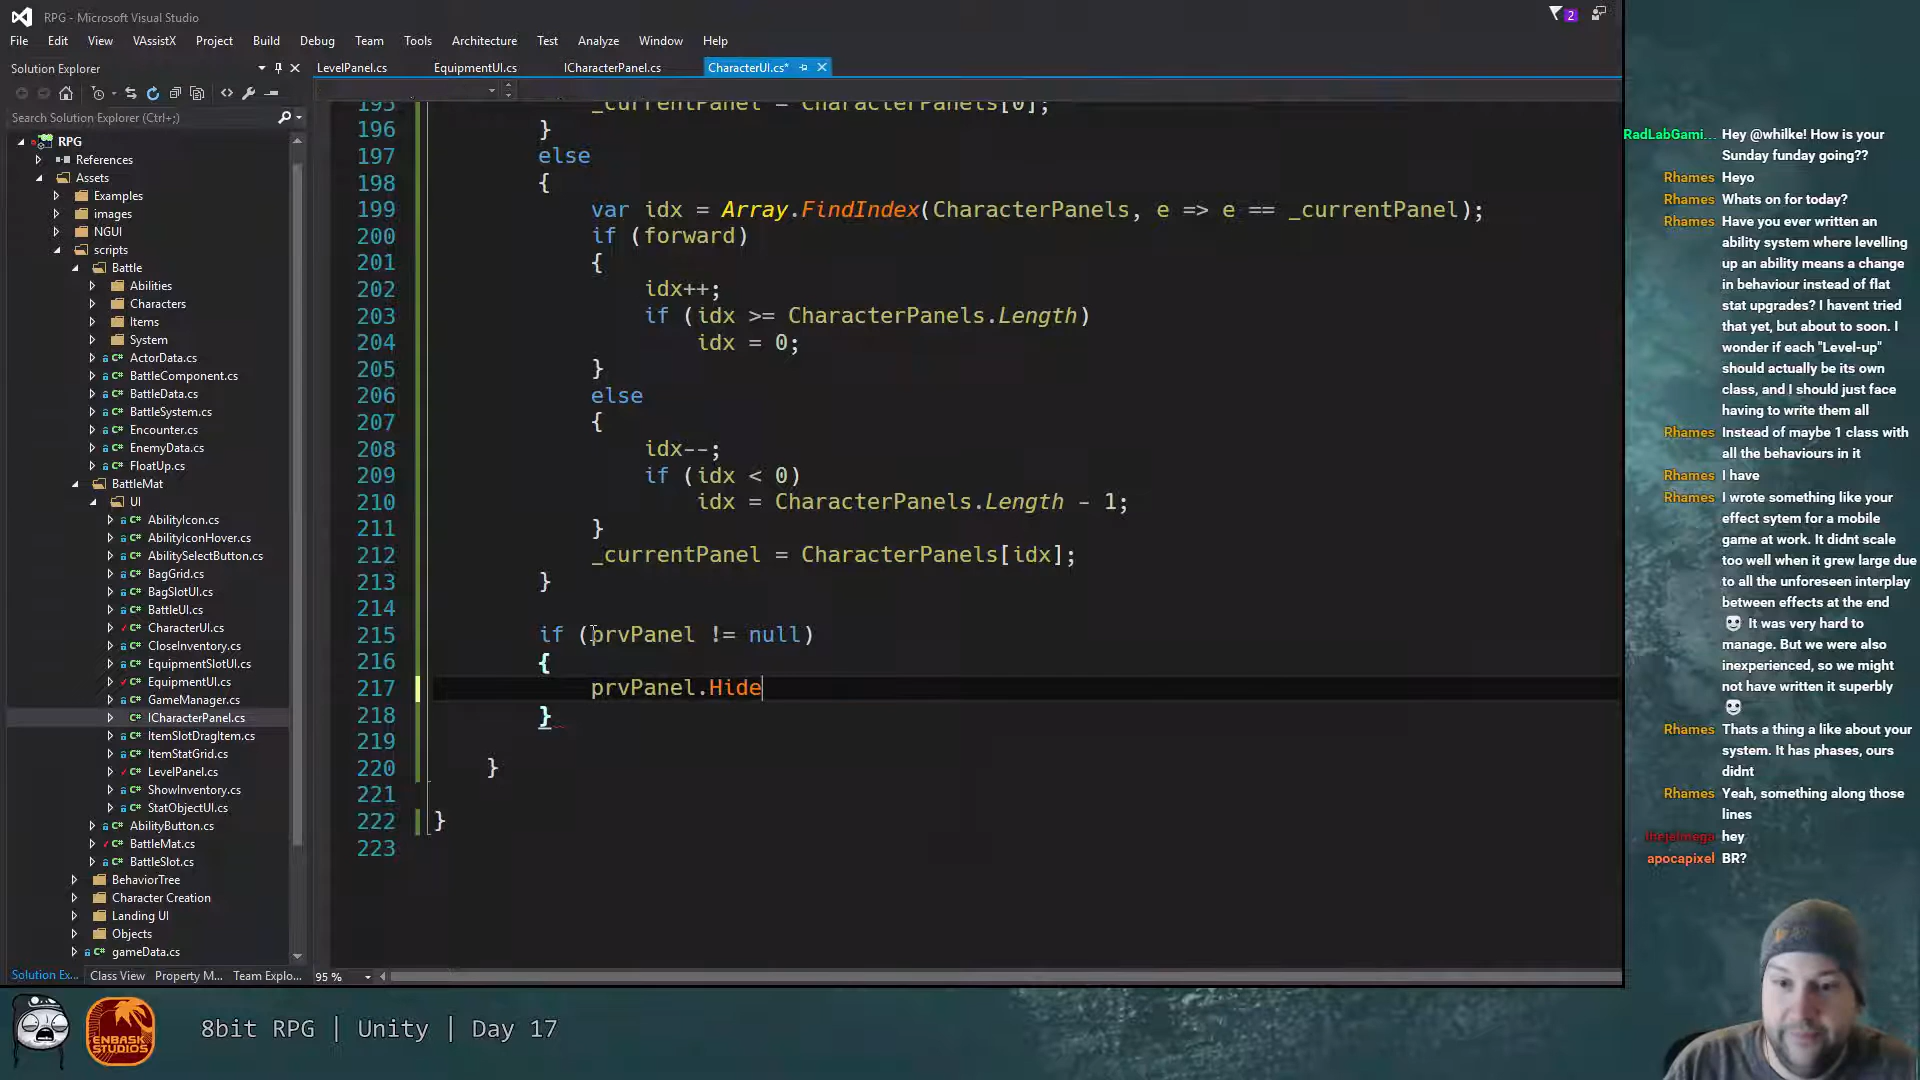 RPG - Microsoft Visual Studio
2
File Edit View VAssistX Project Build Debug Team Tools Architecture Test Analyze Window Help
Solution Explorer
LevelPanel.cs EquipmentUI.cs ICharacterPanel.cs CharacterUI.cs*
Search Solution Explorer (Ctrl+;)
RPG
References
Assets
Examples
images
NGUI
scripts
Battle
Abilities
Characters
Items
System
ActorData.cs
BattleComponent.cs
BattleData.cs
BattleSystem.cs
Encounter.cs
EnemyData.cs
FloatUp.cs
BattleMat
UI
AbilityIcon.cs
AbilityIconHover.cs
AbilitySelectButton.cs
BagGrid.cs
BagSlotUI.cs
BattleUI.cs
CharacterUI.cs
CloseInventory.cs
EquipmentSlotUI.cs
EquipmentUI.cs
GameManager.cs
ICharacterPanel.cs
ItemSlotDragItem.cs
ItemStatGrid.cs
LevelPanel.cs
ShowInventory.cs
StatObjectUI.cs
AbilityButton.cs
BattleMat.cs
BattleSlot.cs
BehaviorTree
Character Creation
Landing UI
Objects
gameData.cs
Solution Ex... Class View Property M... Team Explo...
195 _currentPanel = CharacterPanels[0];
196 }
197 else
198 {
199 var idx = Array.FindIndex(CharacterPanels, e => e == _currentPanel);
200 if (forward)
201 {
202 idx++;
203 if (idx >= CharacterPanels.Length)
204 idx = 0;
205 }
206 else
207 {
208 idx--;
209 if (idx < 0)
210 idx = CharacterPanels.Length - 1;
211 }
212 _currentPanel = CharacterPanels[idx];
213 }
214
215 if (prvPanel != null)
216 {
217 prvPanel.Hide
218 }
219
220 }
221
222 }
223
95 %
RadLabGami... Hey @whilke! How is your
Sunday funday going??
Rhames Heyo
Rhames Whats on for today?
Rhames Have you ever written an
ability system where levelling
up an ability means a change
in behaviour instead of flat
stat upgrades? I havent tried
that yet, but about to soon. I
wonder if each "Level-up"
should actually be its own
class, and I should just face
having to write them all
Rhames Instead of maybe 1 class with
all the behaviours in it
Rhames I have
Rhames I wrote something like your
effect sytem for a mobile
game at work. It didnt scale
too well when it grew large due
to all the unforeseen interplay
between effects at the end
It was very hard to
manage. But we were also
inexperienced, so we might
not have written it superbly
Rhames Thats a thing a like about your
system. It has phases, ours
didnt
Rhames Yeah, something along those
lines
hey
apocapixel BR?
ENBASK
STUDIOS
8bit RPG | Unity | Day 17